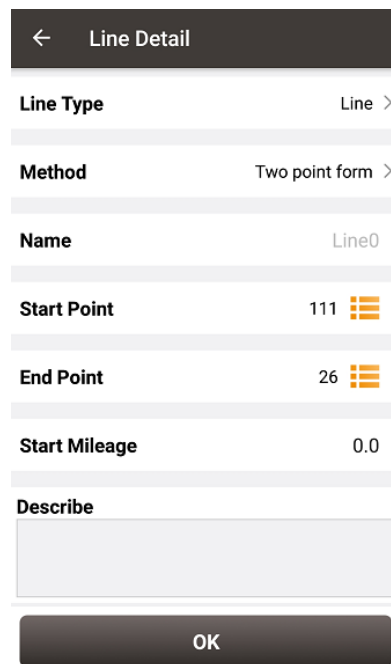 Line Detail
Line Type Line
Method Two point form
Name Line0
Start Point 111
End Point 26
Start Mileage 0.0
Describe
OK